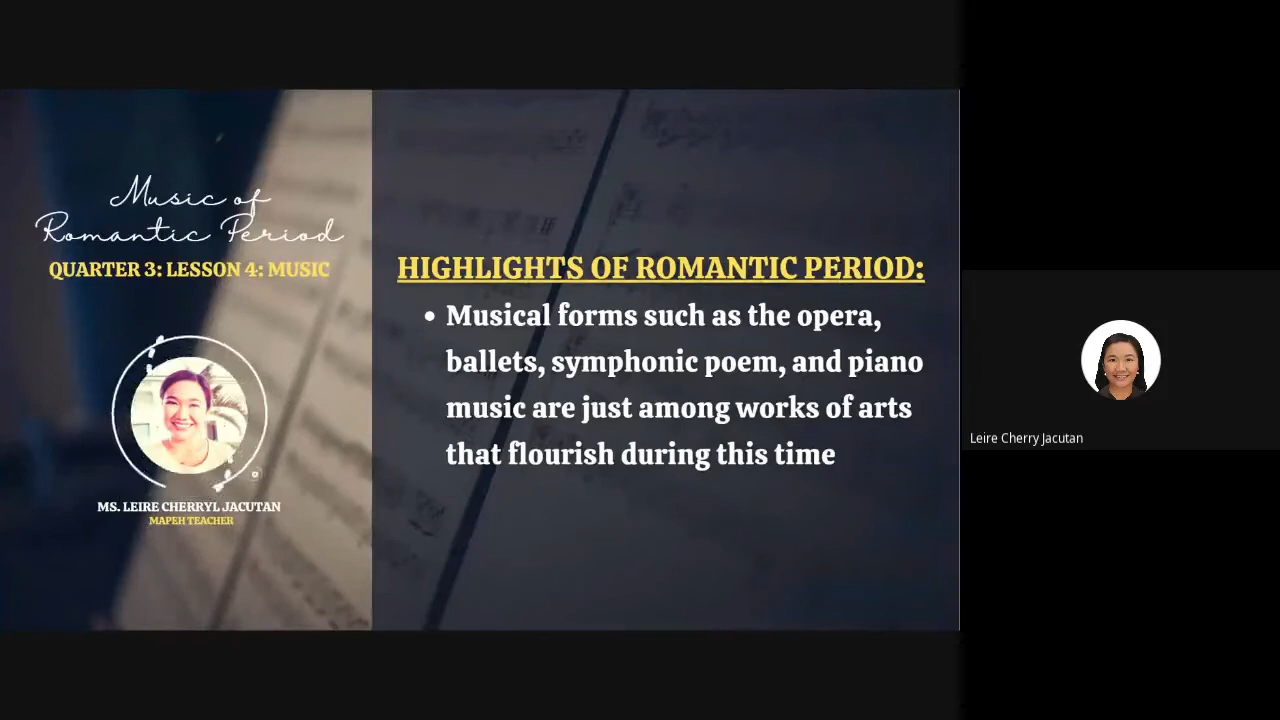 Music of
Romantic Period
QUARTER 3: LESSON 4: MUSIC
MS. LEIRE CHERRYL JACUTAN
MAPEH TEACHER
HIGHLIGHTS OF ROMANTIC PERIOD:
• Musical forms such as the opera,
ballets, symphonic poem, and piano
music are just among works of arts
that flourish during this time
Leire Cherry Jacutan